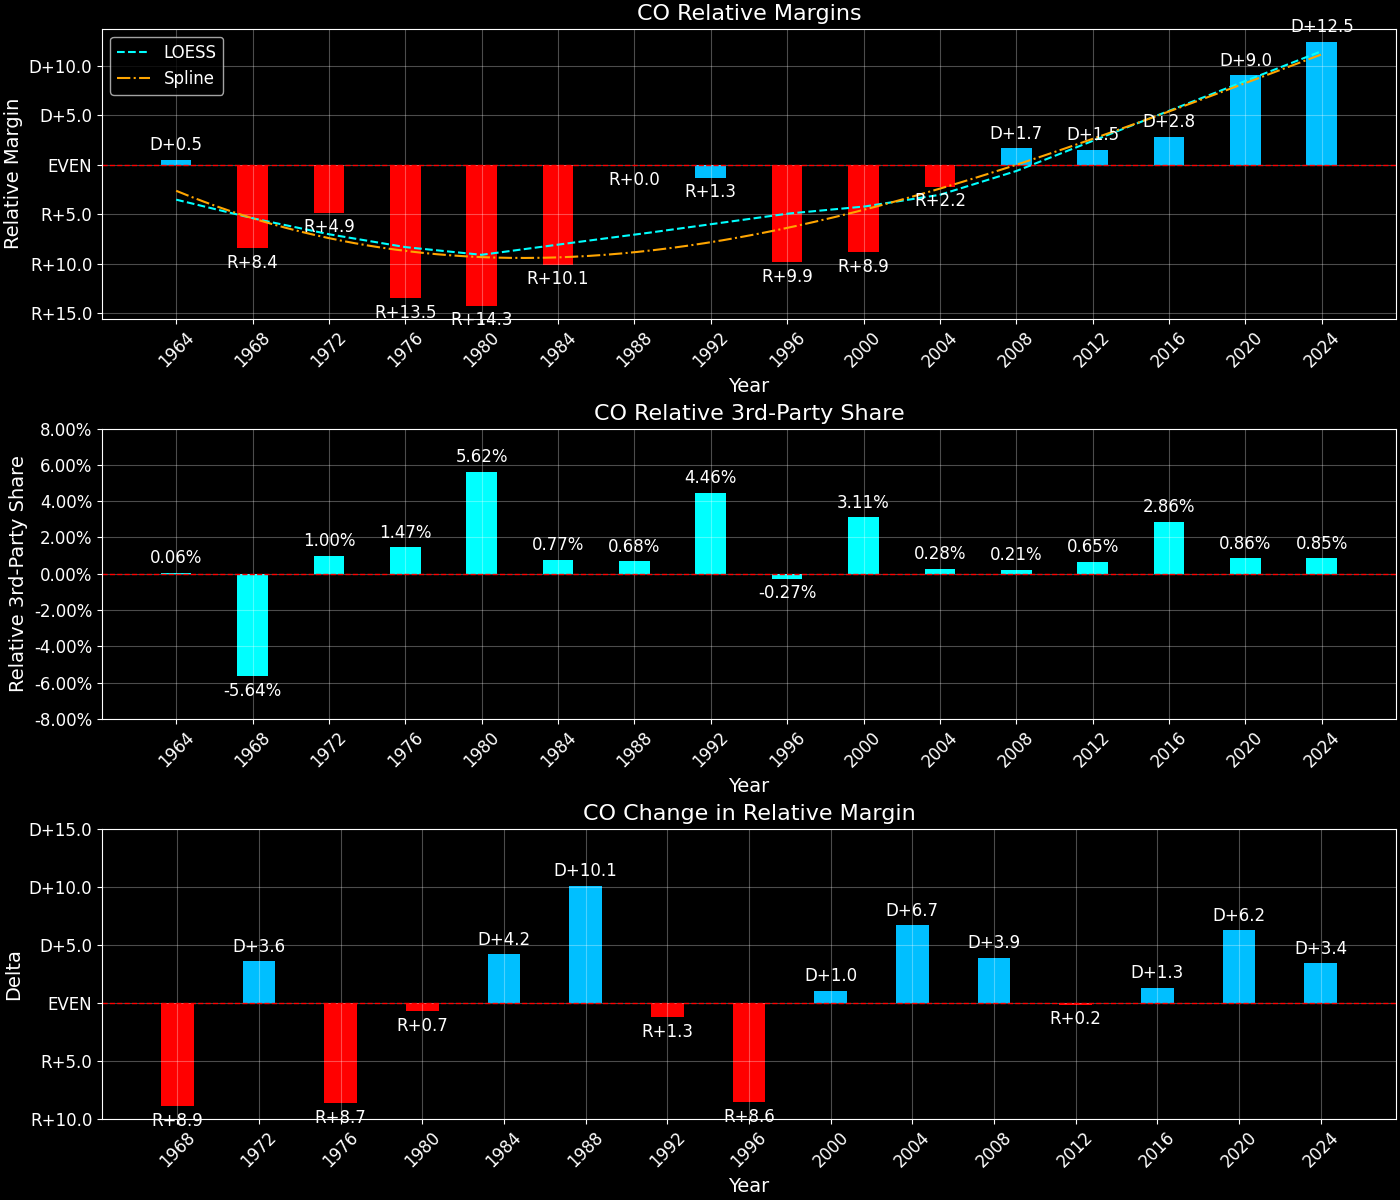 CO Relative Margins
LOESS
Spline
Relative Margin
D+10.0
D+5.0
EVEN
R+5.0
R+10.0
R+15.0
D+0.5
R+8.4
R+4.9
R+13.5
R+14.3
R+10.1
R+0.0
R+1.3
R+9.9
R+8.9
R+2.2
D+1.7
D+1.5
D+2.8
D+9.0
D+12.5
1964 1968 1972 1976 1980 1984 1988 1992 1996 2000 2004 2008 2012 2016 2020 2024
Year
CO Relative 3rd-Party Share
Relative 3rd-Party Share
8.00%
6.00%
4.00%
2.00%
0.00%
-2.00%
-4.00%
-6.00%
-8.00%
0.06%
-5.64%
1.00%
1.47%
5.62%
0.77%
0.68%
4.46%
-0.27%
3.11%
0.28%
0.21%
0.65%
2.86%
0.86%
0.85%
1964 1968 1972 1976 1980 1984 1988 1992 1996 2000 2004 2008 2012 2016 2020 2024
Year
CO Change in Relative Margin
Delta
D+15.0
D+10.0
D+5.0
EVEN
R+5.0
R+10.0
R+8.9
D+3.6
R+8.7
R+0.7
D+4.2
D+10.1
R+1.3
R+8.6
D+1.0
D+6.7
D+3.9
R+0.2
D+1.3
D+6.2
D+3.4
1968 1972 1976 1980 1984 1988 1992 1996 2000 2004 2008 2012 2016 2020 2024
Year